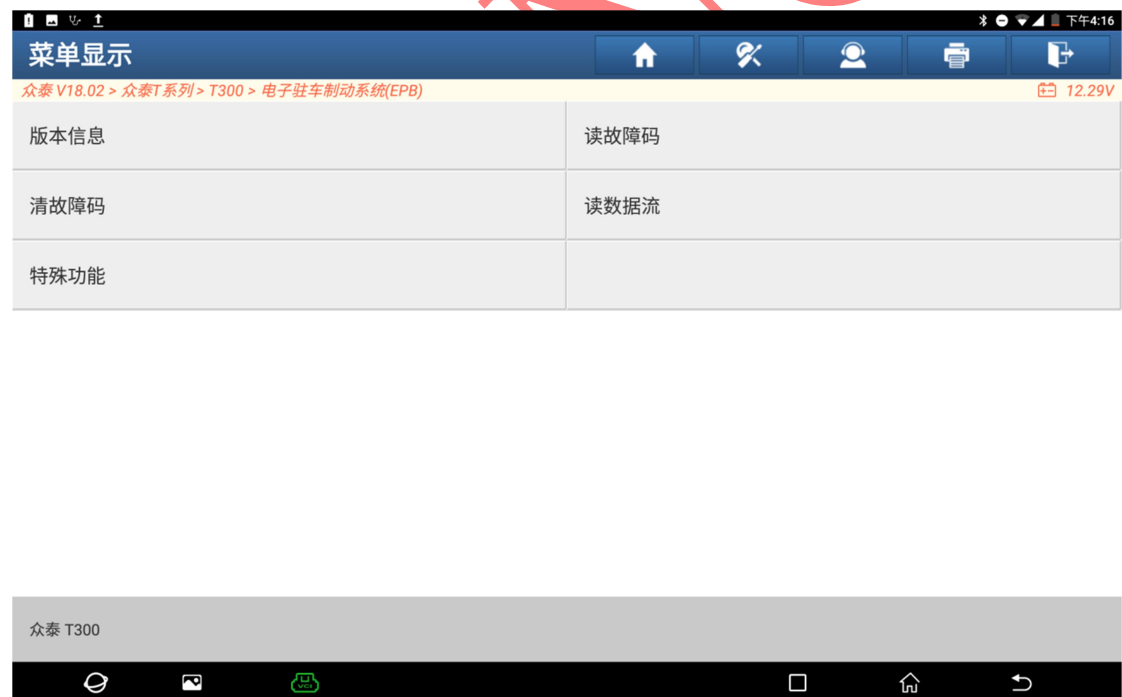 下午4:16
菜单显示
众泰 V18.02 > 众泰T系列 > T300 > 电子驻车制动系统(EPB)
12.29V
版本信息
读故障码
清故障码
读数据流
特殊功能
众泰 T300
VCI